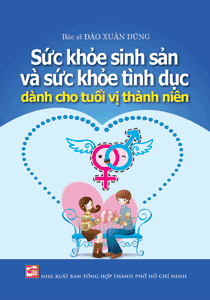 Bác sĩ ĐÀO XUÂN DŨNG
Sức khỏe sinh sản
và sức khỏe tình dục
dành cho tuổi vị thành niên
NHÀ XUẤT BẢN TỔNG HỢP THÀNH PHỐ HỒ CHÍ MINH